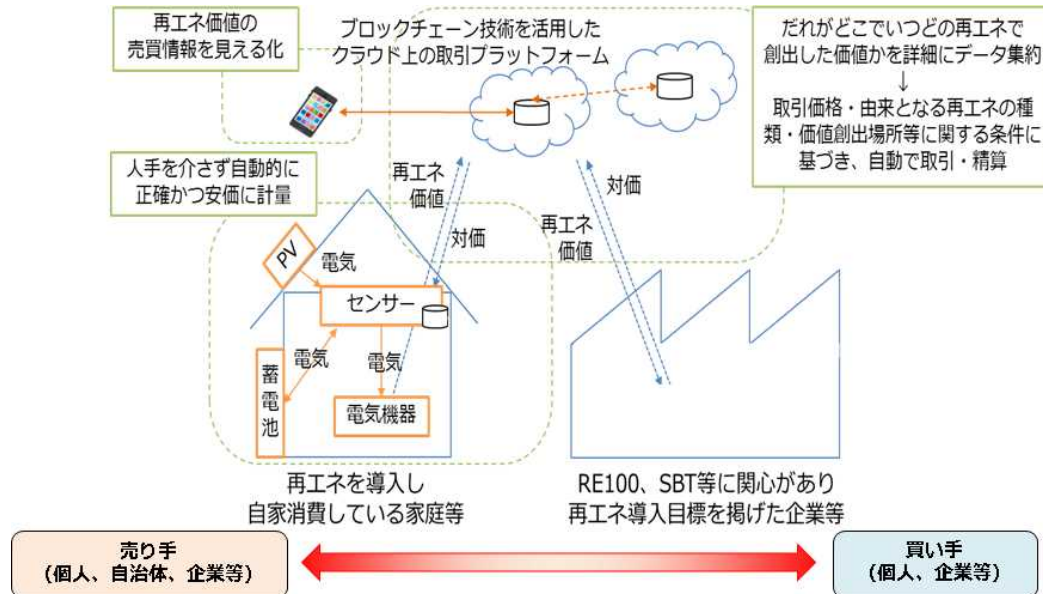 再エネ価値の
売買情報を見える化
ブロックチェーン技術を活用した
クラウド上の取引プラットフォーム
だれがどこでいつどの再エネで
創出した価値かを詳細にデータ集約
↓
取引価格・由来となる再エネの種
類・価値創出場所等に関する条件に
基づき、自動で取引・精算
人手を介さず自動的に
正確かつ安価に計量
再エネ
価値
対価
対価
再エネ
価値
PV
電気
センサー
電気
電気
蓄電池
電気機器
再エネを導入し
自家消費している家庭等
RE100、SBT等に関心があり
再エネ導入目標を掲げた企業等
売り手
(個人、自治体、企業等)
買い手
(個人、企業等)